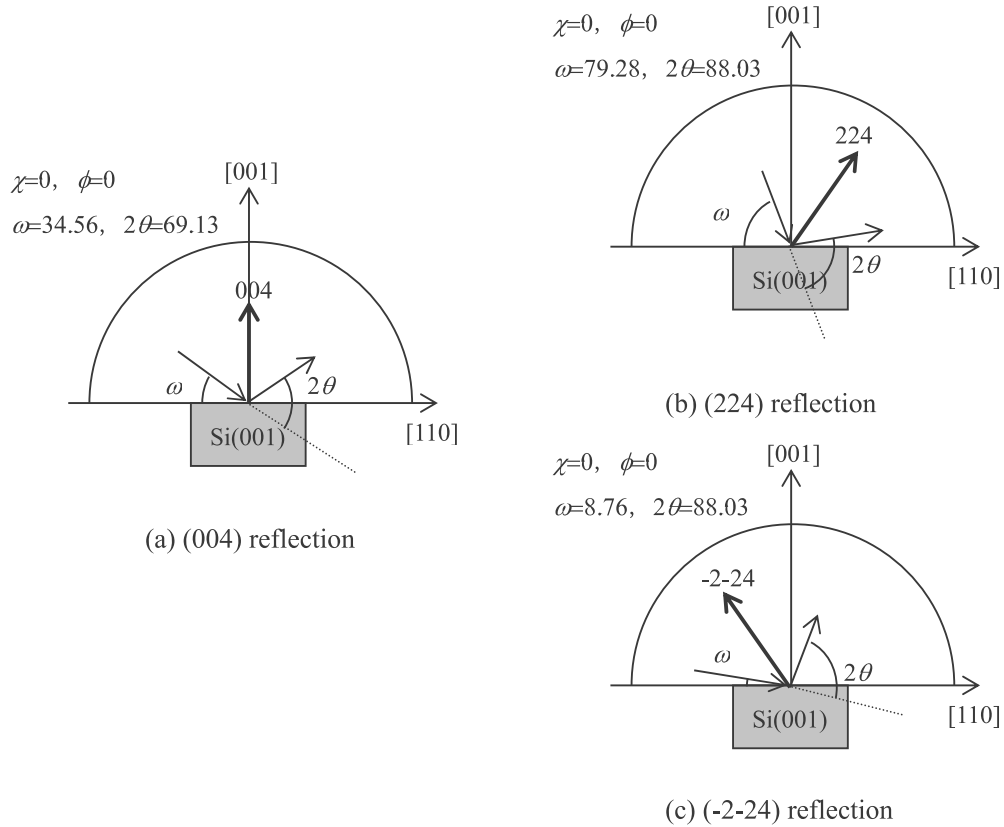 [001]
χ=0, ϕ=0
ω=34.56, 2θ=69.13
004
ω
2θ
Si(001)
[110]
(a) (004) reflection
[001]
χ=0, ϕ=0
ω=79.28, 2θ=88.03
224
ω
2θ
Si(001)
[110]
(b) (224) reflection
[001]
χ=0, ϕ=0
ω=8.76, 2θ=88.03
-2-24
ω
2θ
Si(001)
[110]
(c) (-2-24) reflection